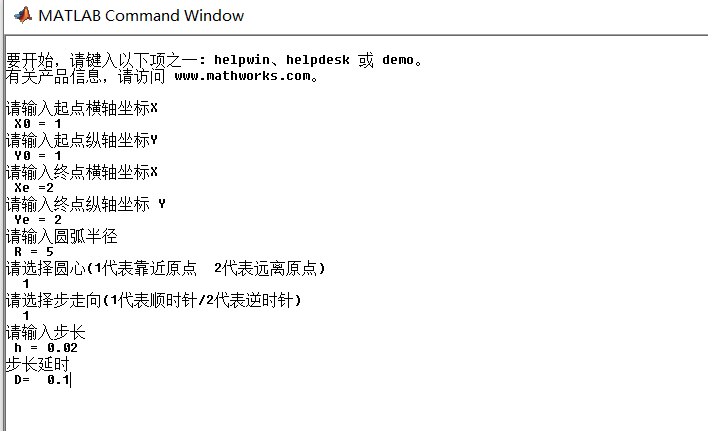 MATLAB Command Window
要开始，请键入以下项之一: helpwin、helpdesk 或 demo。
有关产品信息，请访问 www.mathworks.com。
请输入起点横轴坐标X
X0 = 1
请输入起点纵轴坐标Y
Y0 = 1
请输入终点横轴坐标X
Xe =2
请输入终点纵轴坐标 Y
Ye = 2
请输入圆弧半径
R = 5
请选择圆心(1代表靠近原点  2代表远离原点)
1
请选择步走向(1代表顺时针/2代表逆时针)
1
请输入步长
h = 0.02
步长延时
D=  0.1